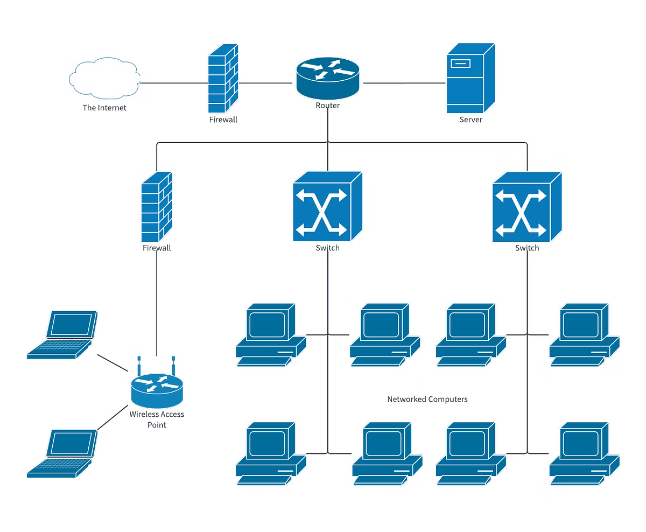 The Internet
Firewall
Router
Server
Firewall
Switch
Switch
Networked Computers
Wireless Access
Point